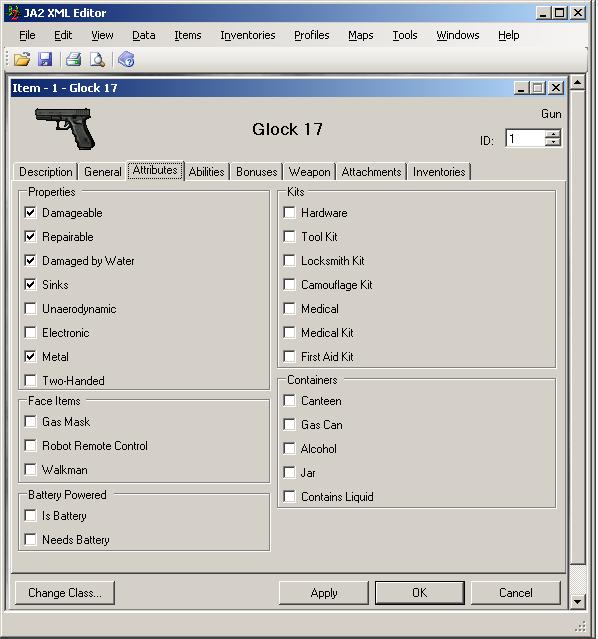 JA2 XML Editor
File Edit View Data Items Inventories Profiles Maps Tools Windows Help
Item - 1 - Glock 17
Gun
Glock 17
ID: 1
Description General Attributes Abilities Bonuses Weapon Attachments Inventories
Properties
Damageable
Repairable
Damaged by Water
Sinks
Unaerodynamic
Electronic
Metal
Two-Handed
Face Items
Gas Mask
Robot Remote Control
Walkman
Battery Powered
Is Battery
Needs Battery
Kits
Hardware
Tool Kit
Locksmith Kit
Camouflage Kit
Medical
Medical Kit
First Aid Kit
Containers
Canteen
Gas Can
Alcohol
Jar
Contains Liquid
Change Class... Apply OK Cancel